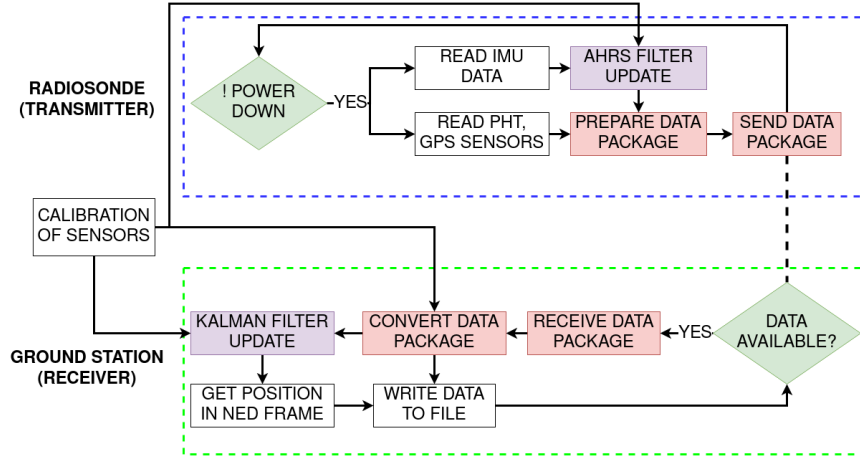 RADIOSONDE
(TRANSMITTER)
! POWER
DOWN
YES
READ IMU
DATA
AHRS FILTER
UPDATE
READ PHT,
GPS SENSORS
PREPARE DATA
PACKAGE
SEND DATA
PACKAGE
CALIBRATION
OF SENSORS
GROUND STATION
(RECEIVER)
KALMAN FILTER
UPDATE
CONVERT DATA
PACKAGE
RECEIVE DATA
PACKAGE
YES
DATA
AVAILABLE?
GET POSITION
IN NED FRAME
WRITE DATA
TO FILE